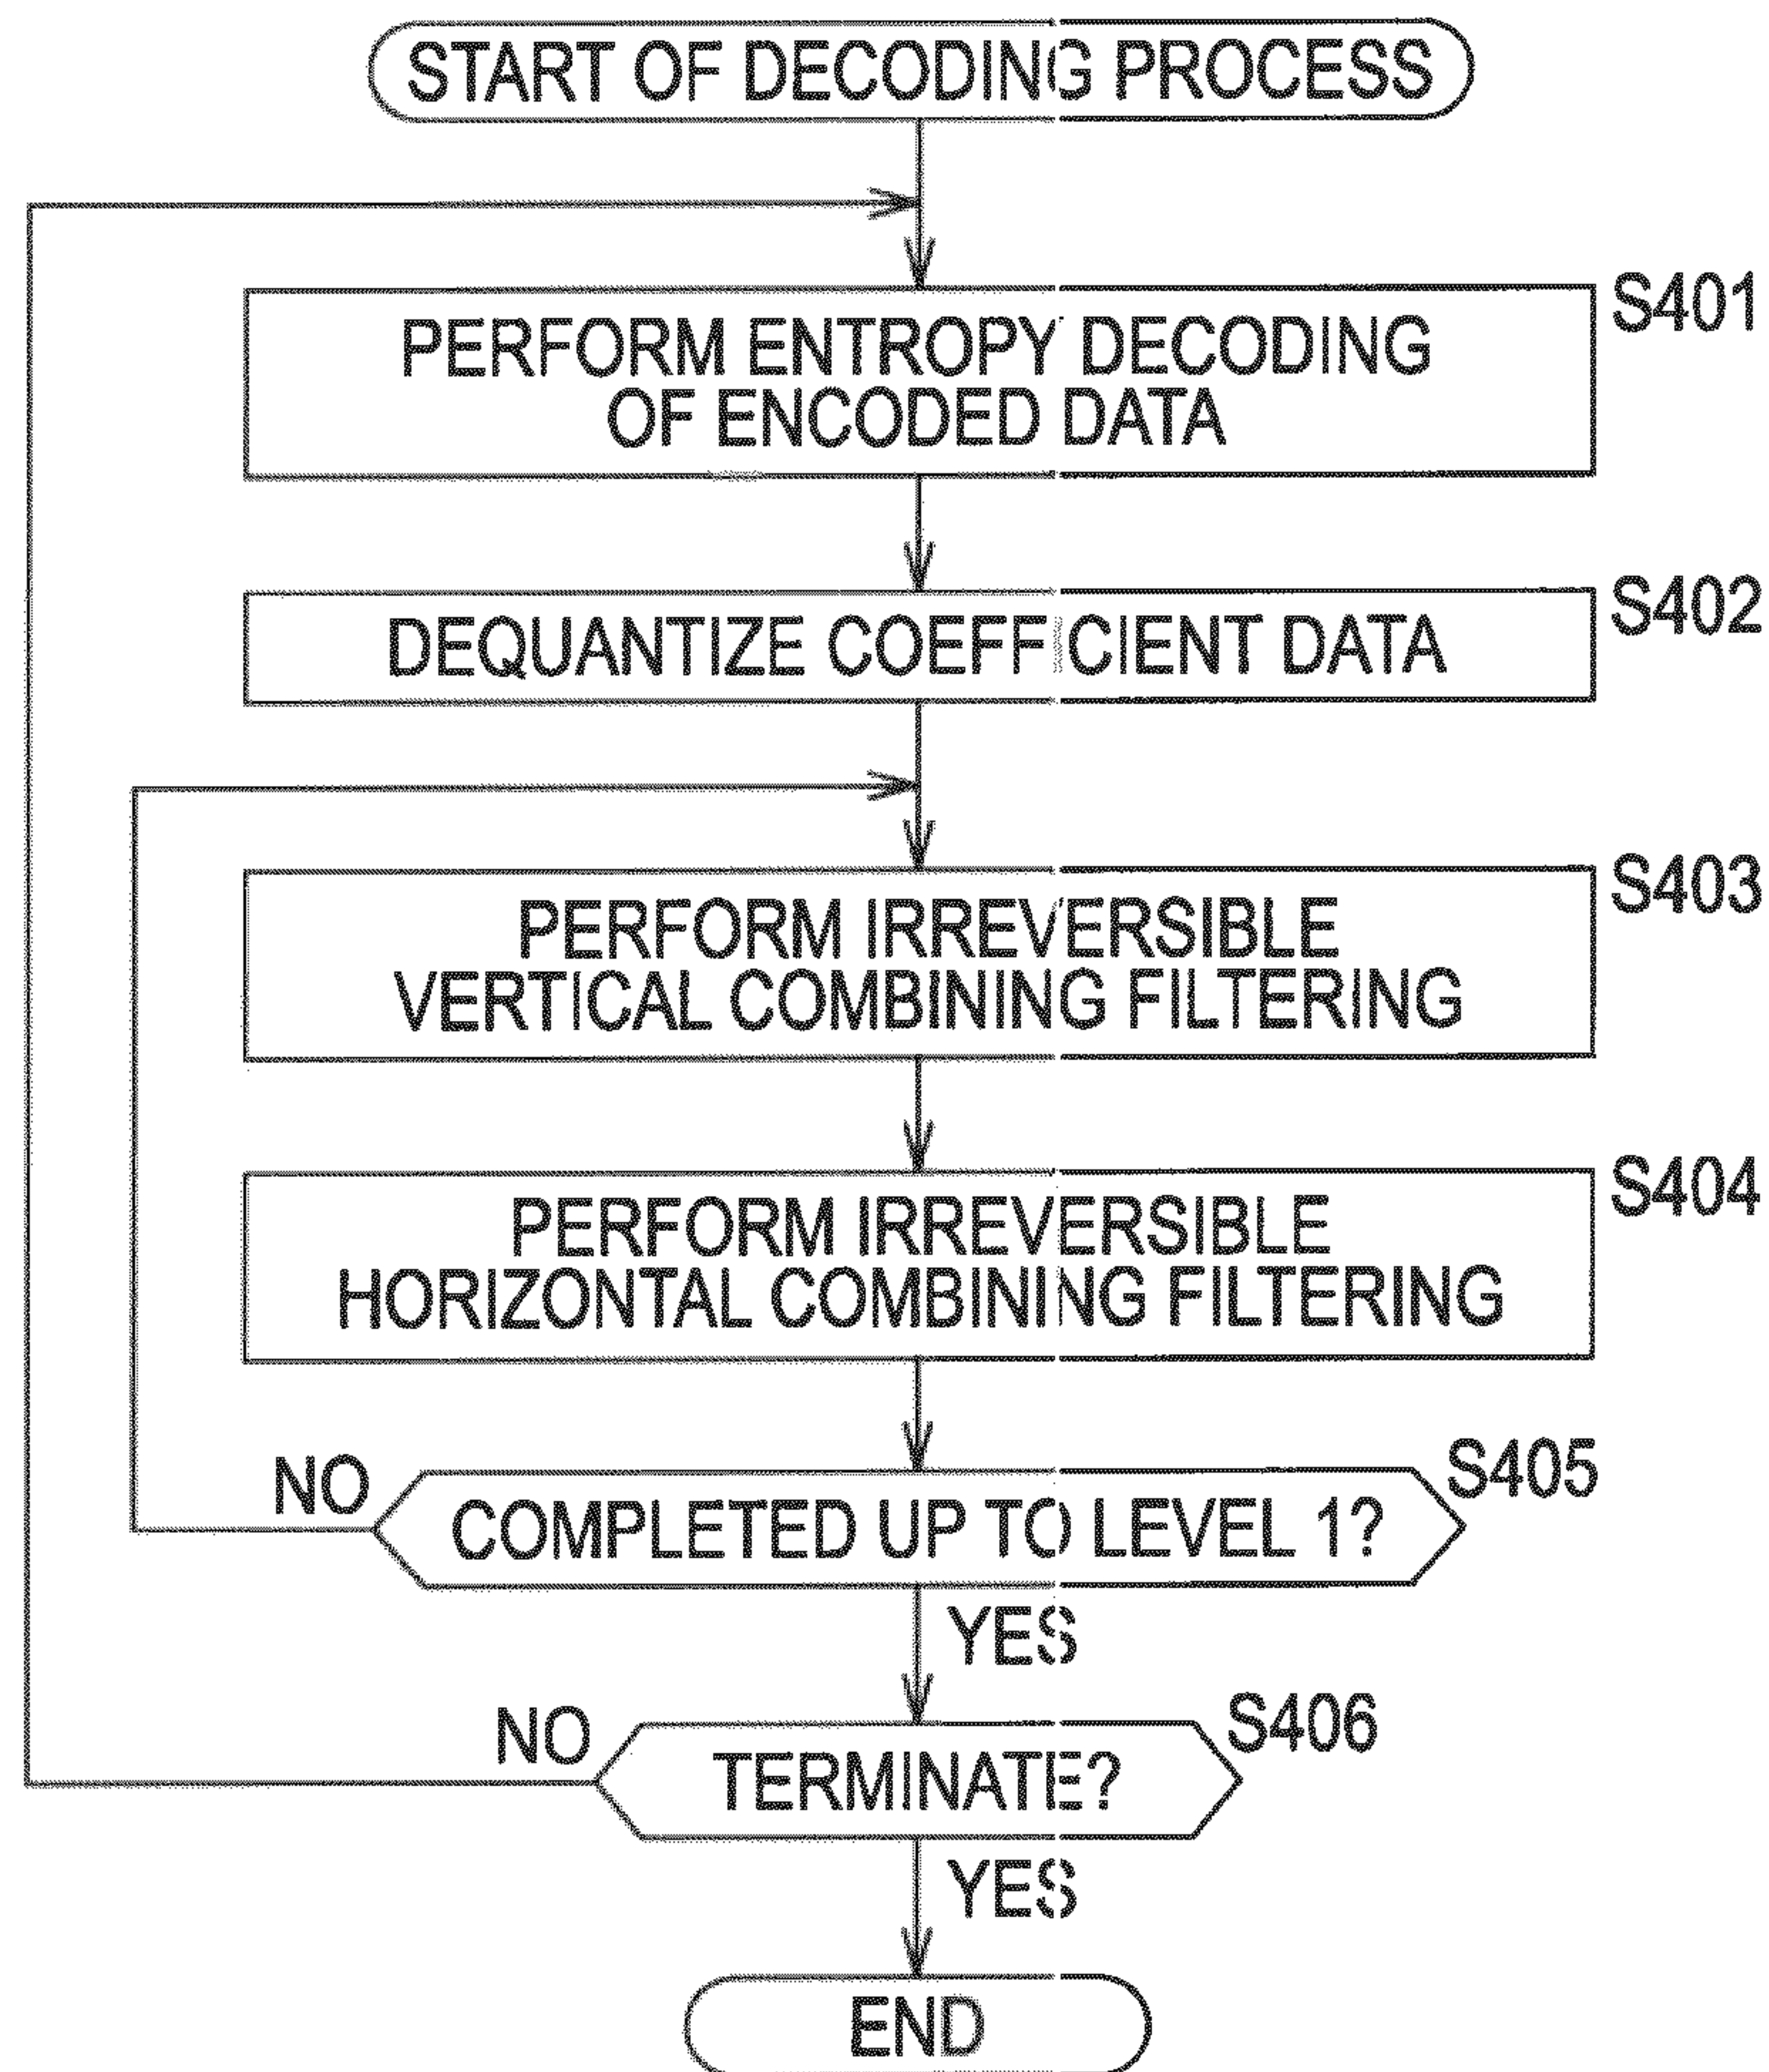 START OF DECODING PROCESS
S401
PERFORM ENTROPY DECODING
OF ENCODED DATA
S402
DEQUANTIZE COEFFICIENT DATA
S403
PERFORM IRREVERSIBLE
VERTICAL COMBINING FILTERING
S404
PERFORM IRREVERSIBLE
HORIZONTAL COMBINING FILTERING
NO
S405
COMPLETED UP TO LEVEL 1?
YES
NO
S406
TERMINATE?
YES
END